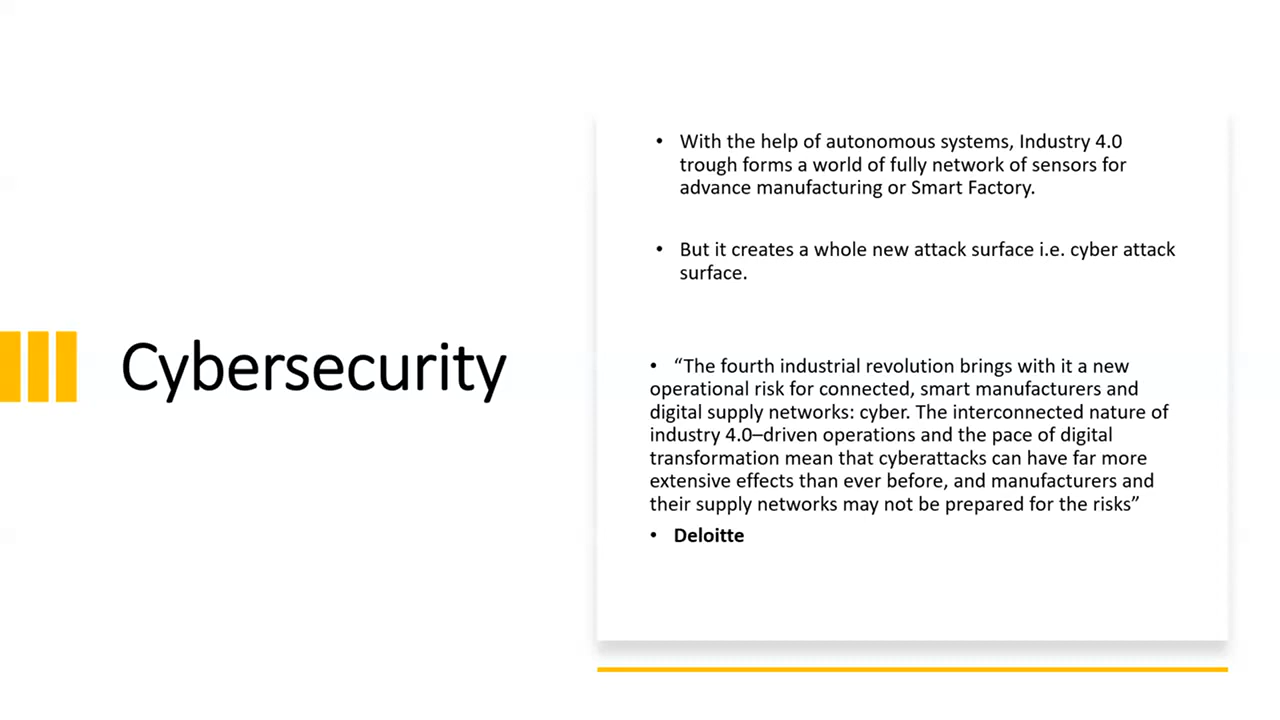 Cybersecurity
• With the help of autonomous systems, Industry 4.0
trough forms a world of fully network of sensors for
advance manufacturing or Smart Factory.
• But it creates a whole new attack surface i.e. cyber attack
surface.
• “The fourth industrial revolution brings with it a new
operational risk for connected, smart manufacturers and
digital supply networks: cyber. The interconnected nature of
industry 4.0–driven operations and the pace of digital
transformation mean that cyberattacks can have far more
extensive effects than ever before, and manufacturers and
their supply networks may not be prepared for the risks”
• Deloitte